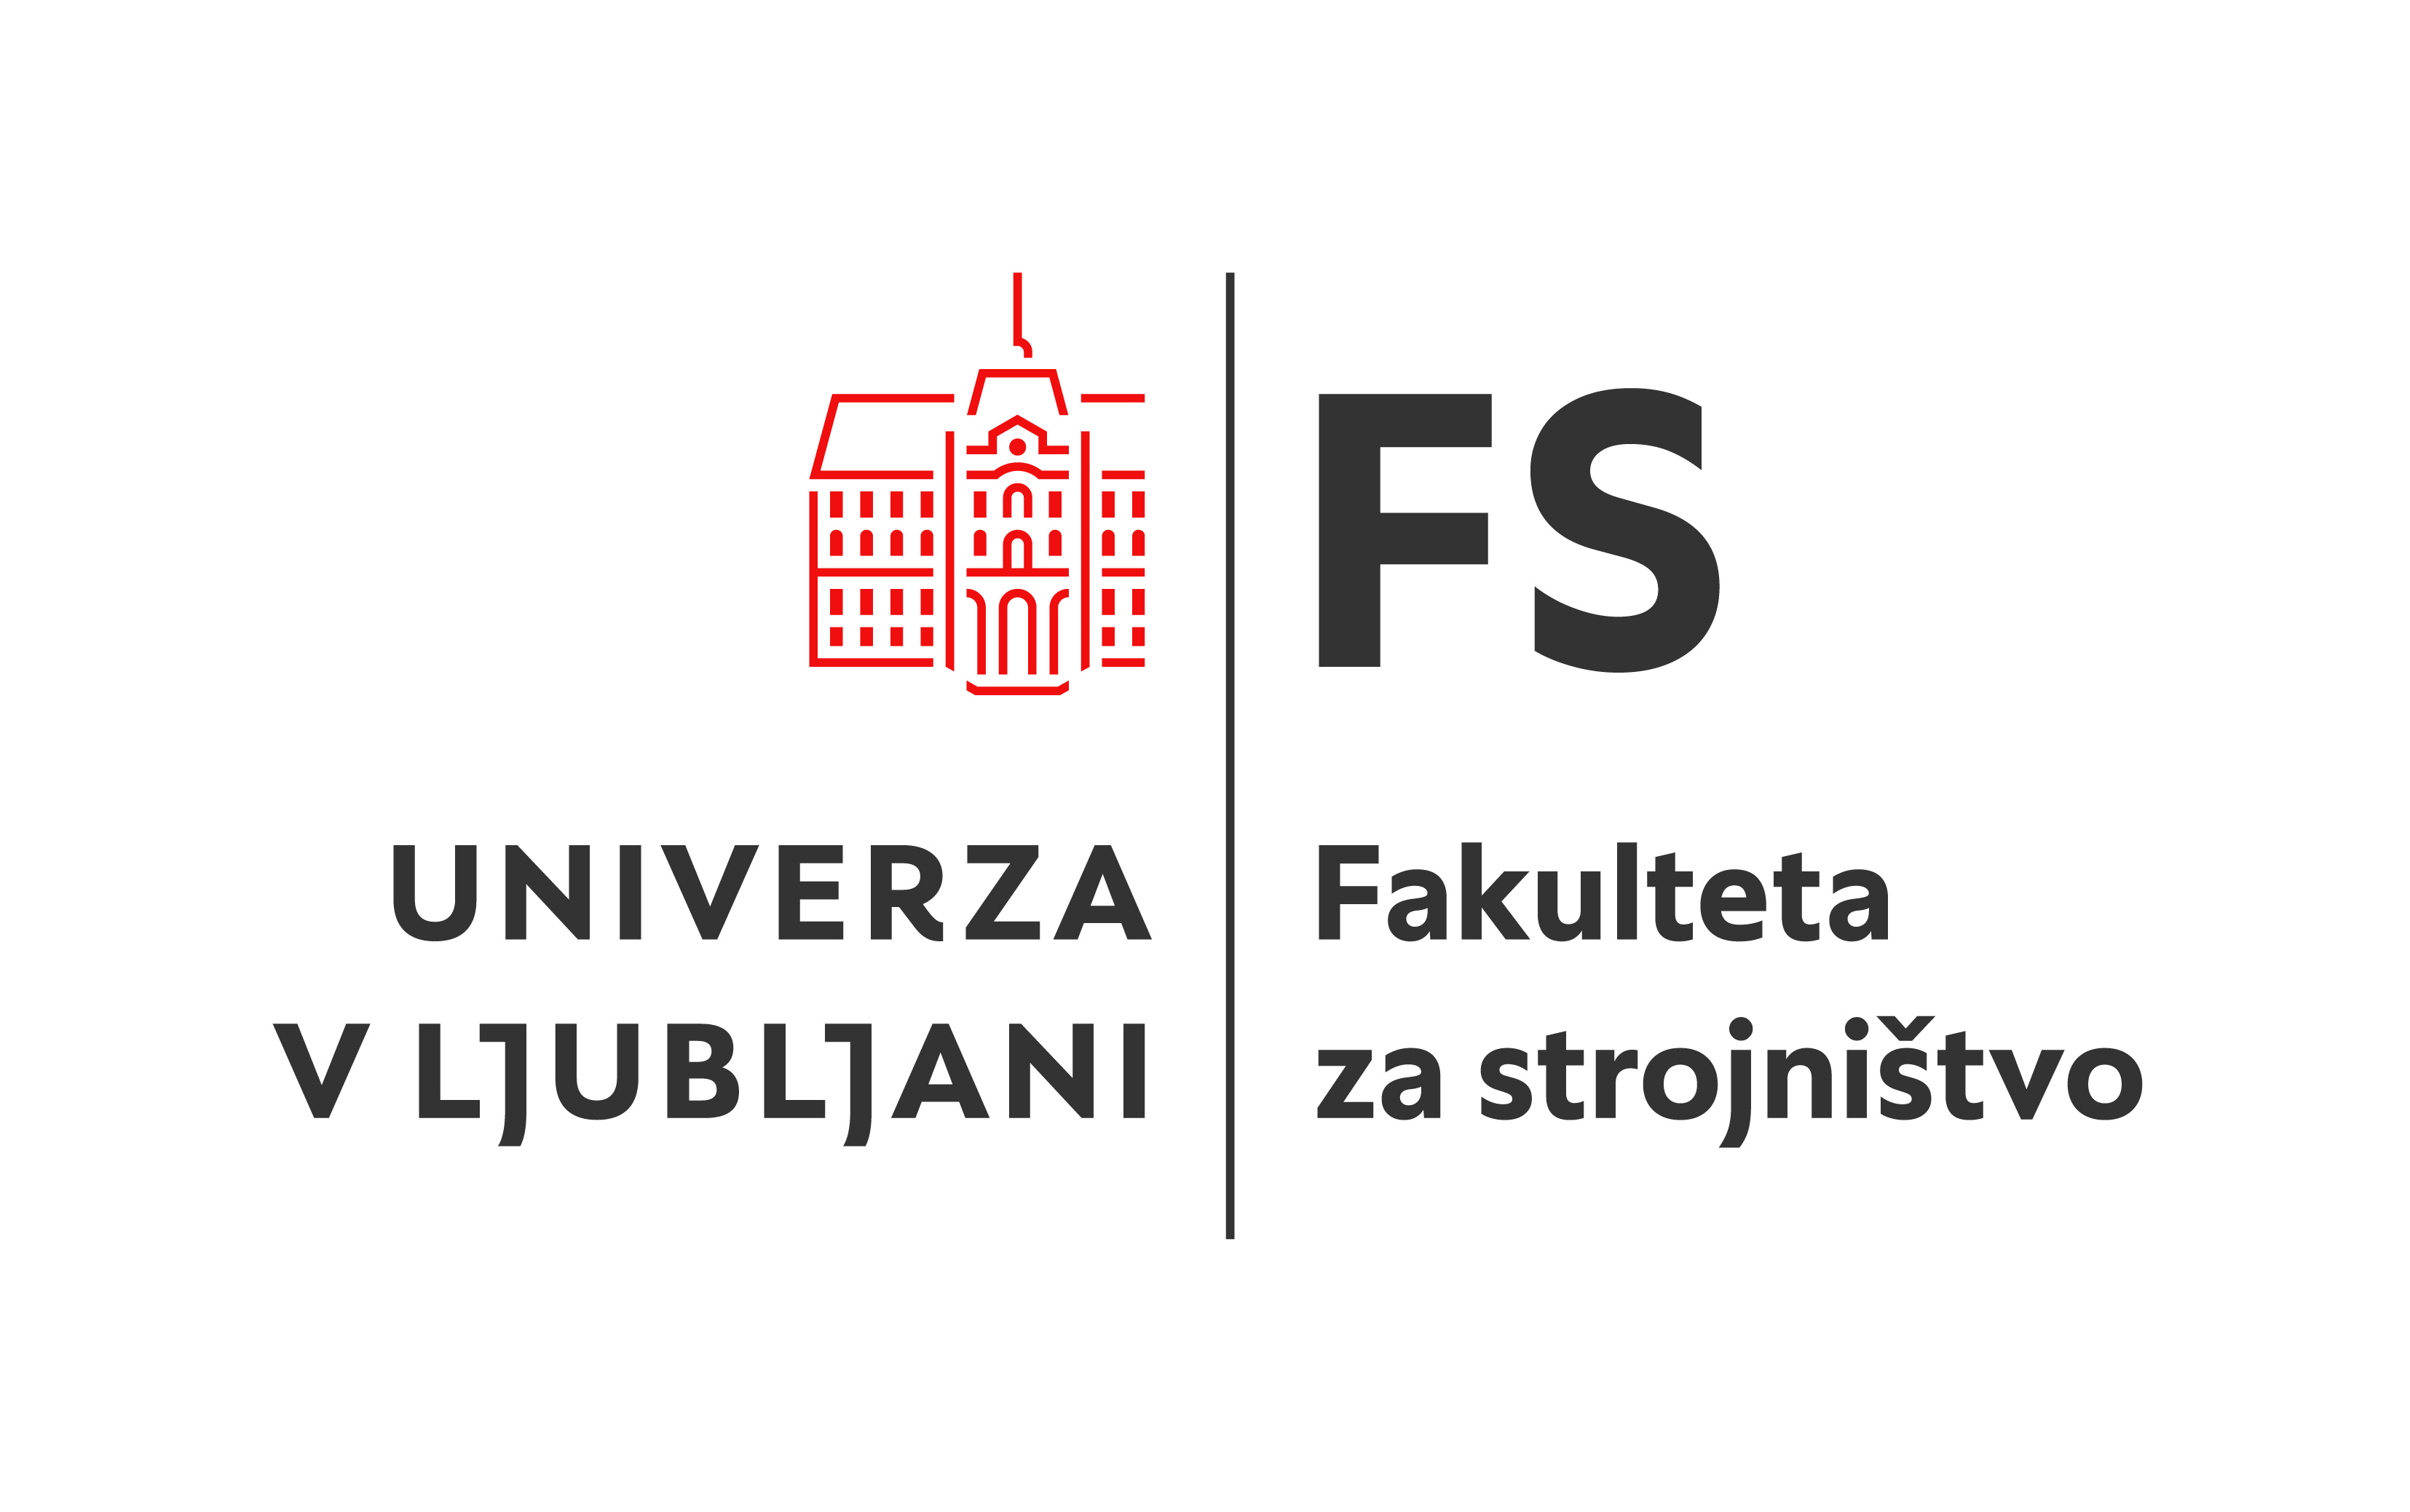 UNIVERZA
V LJUBLJANI
FS
Fakulteta
za strojništvo